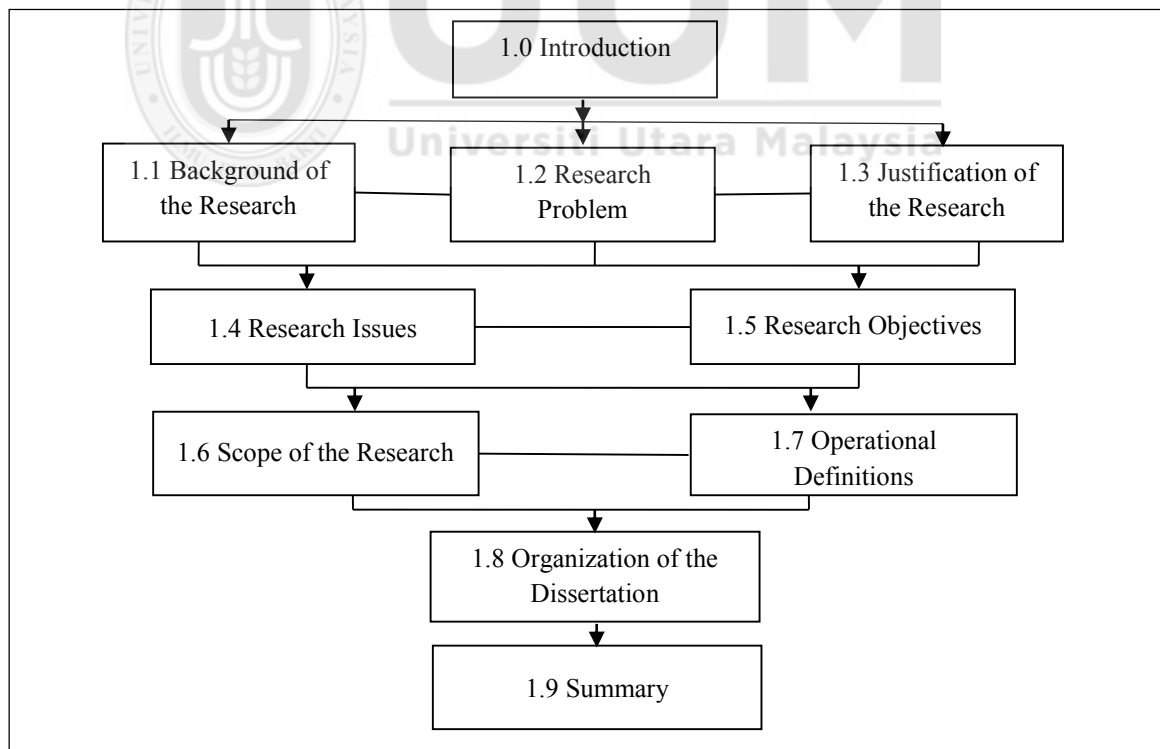 UUM
Universiti Utara Malaysia
1.0 Introduction
1.1 Background of
the Research
1.2 Research
Problem
1.3 Justification of
the Research
1.4 Research Issues
1.5 Research Objectives
1.6 Scope of the Research
1.7 Operational
Definitions
1.8 Organization of the
Dissertation
1.9 Summary